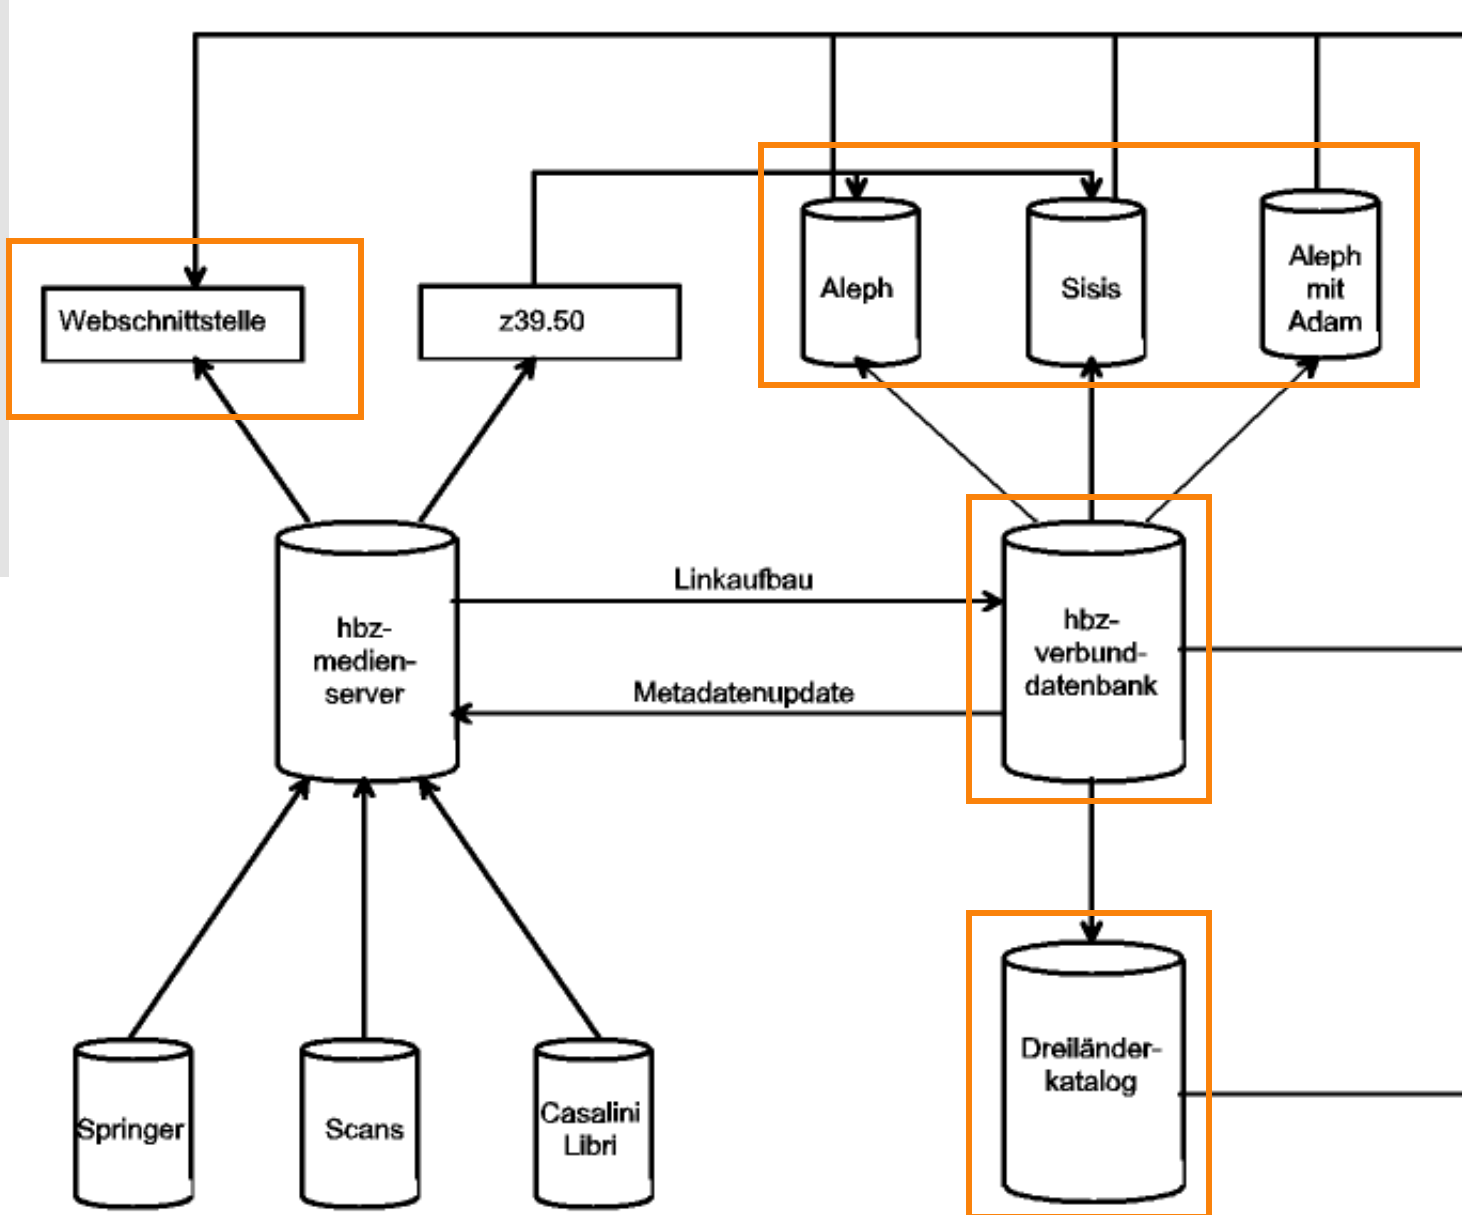 Aleph
Sisis
Aleph
mit
Adam
Webschnittstelle
z39.50
Linkaufbau
hbz-
medien-
server
hbz-
verbund-
datenbank
Metadatenupdate
Dreiländer-
katalog
Springer
Scans
Casalini
Libri